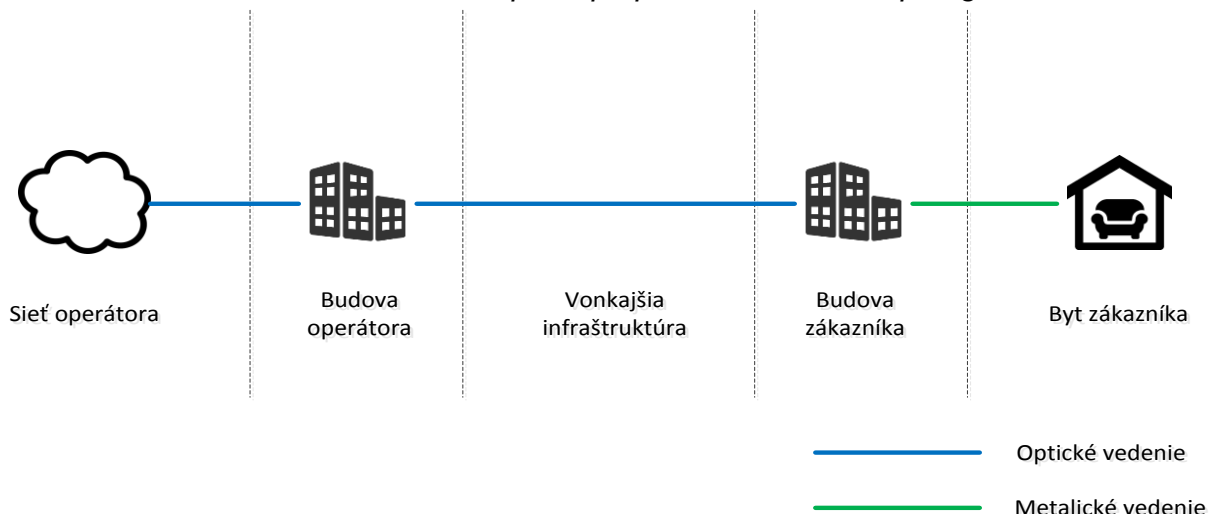 Sieť operátora
Budova
operátora
Vonkajšia
infraštruktúra
Budova
zákazníka
Byt zákazníka
Optické vedenie
Metalické vedenie